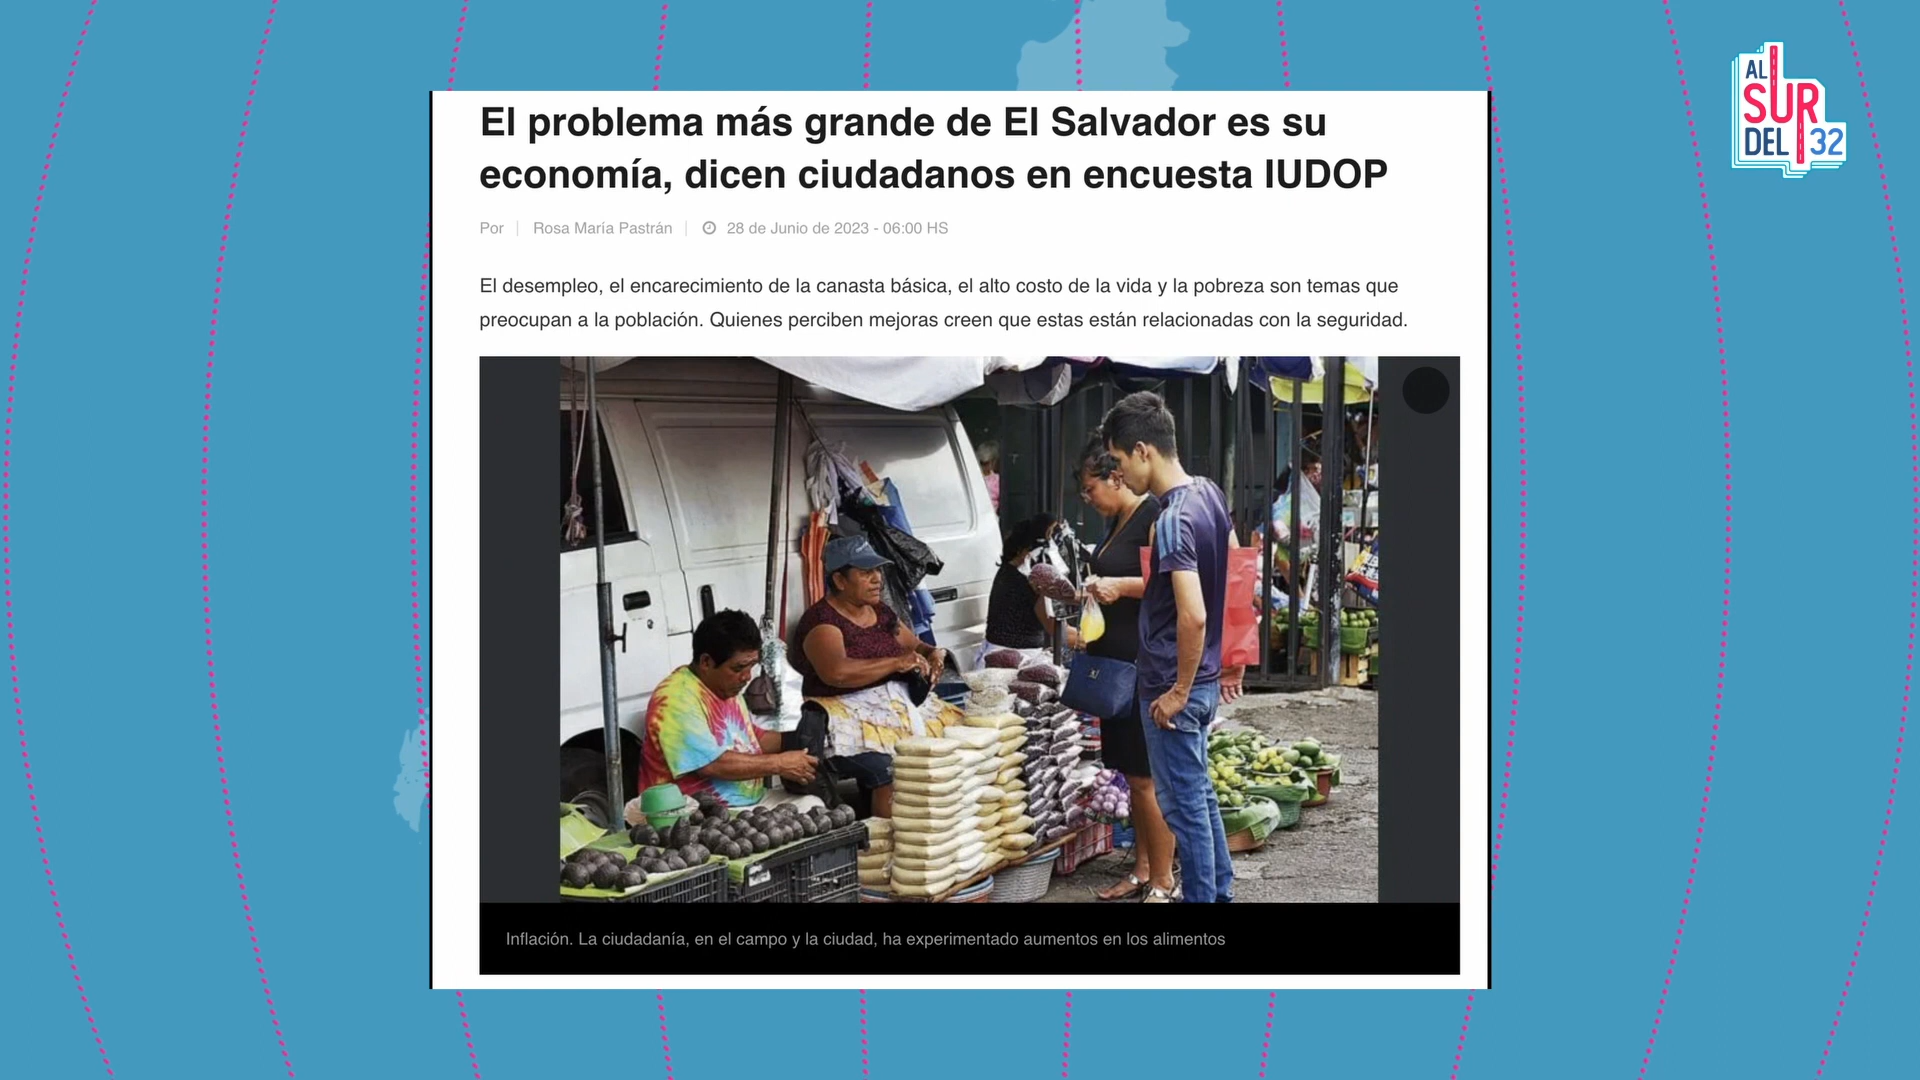 El problema más grande de El Salvador es su
economía, dicen ciudadanos en encuesta IUDOP
Por | Rosa María Pastrán | 28 de Junio de 2023 - 06:00 HS
El desempleo, el encarecimiento de la canasta básica, el alto costo de la vida y la pobreza son temas que
preocupan a la población. Quienes perciben mejoras creen que estas están relacionadas con la seguridad.
Inflación. La ciudadanía, en el campo y la ciudad, ha experimentado aumentos en los alimentos
AL
SUR
DEL 32